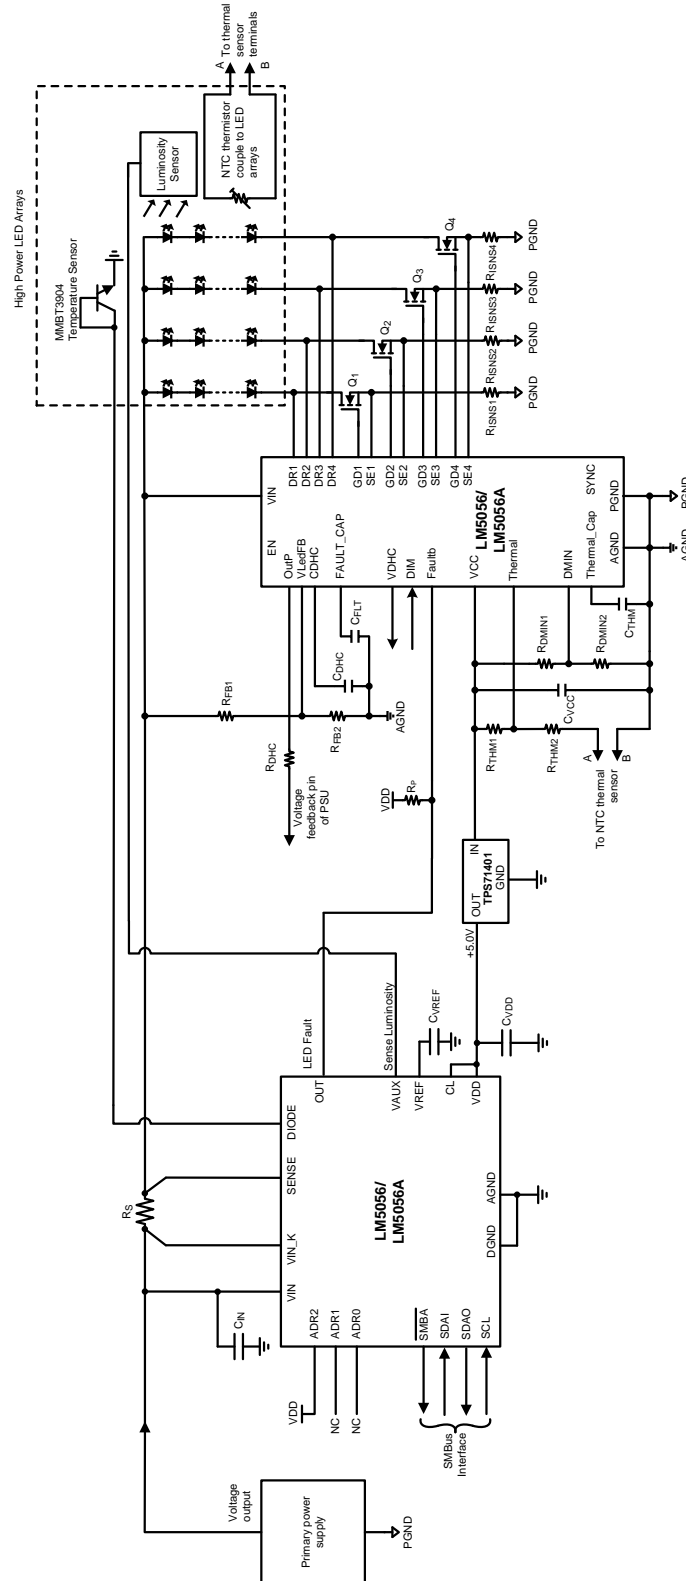 High Power LED Arrays
MMBT3904
Temperature Sensor
Luminosity
Sensor
NTC thermistor
couple to LED
arrays
A
To thermal
sensor
terminals
B
Q1
Q2
Q3
Q4
RISNS1
RISNS2
RISNS3
RISNS4
PGND
PGND
PGND
PGND
VIN
DR1
DR2
DR3
DR4
GD1
SE1
GD2
SE2
GD3
SE3
GD4
SE4
EN
OutP
VLedFB
CDHC
FAULT_CAP
VDHC
DIM
Faultb
VCC
Thermal
DMIN
Thermal_Cap
SYNC
PGND
AGND
LM5056/
LM5056A
PGND
AGND
RFB1
RFB2
RDHC
CDHC
CFLT
AGND
Voltage
feedback pin
of PSU
VDD
RP
RDMIN1
RDMIN2
CTHM
CVCC
RTHM1
RTHM2
A
B
To NTC thermal
sensor
IN
OUT
TPS71401
GND
+5.0V
LED Fault
Sense Luminosity
CVREF
CVDD
RS
DIODE
SENSE
VIN_K
VIN
OUT
VAUX
VREF
CL
VDD
AGND
DGND
LM5056/
LM5056A
ADR2
ADR1
ADR0
SMBA
SDAI
SDAO
SCL
CIN
VDD
NC
NC
SMBus
Interface
Voltage
output
Primary power
supply
PGND